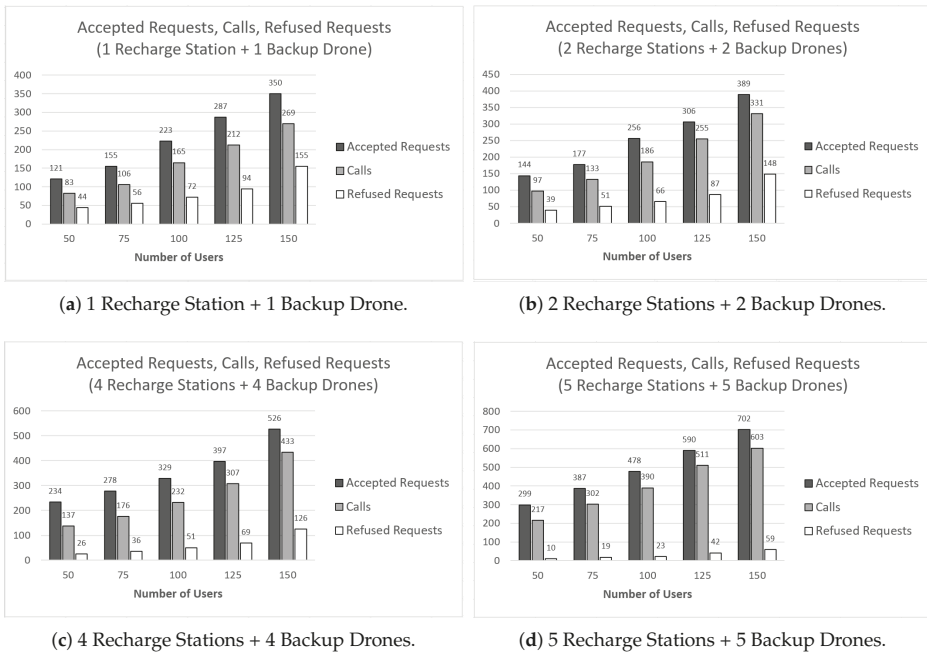 Accepted Requests, Calls, Refused Requests
(1 Recharge Station + 1 Backup Drone)
400
350
300
250
200
150
100
50
0
121
83
44
155
106
56
223
165
72
287
212
94
350
269
155
50 75 100 125 150
Number of Users
Accepted Requests
Calls
Refused Requests
(a) 1 Recharge Station + 1 Backup Drone.
Accepted Requests, Calls, Refused Requests
(2 Recharge Stations + 2 Backup Drones)
450
400
350
300
250
200
150
100
50
0
144
97
39
177
133
51
256
186
66
306
255
87
389
331
148
50 75 100 125 150
Number of Users
Accepted Requests
Calls
Refused Requests
(b) 2 Recharge Stations + 2 Backup Drones.
Accepted Requests, Calls, Refused Requests
(4 Recharge Stations + 4 Backup Drones)
600
500
400
300
200
100
0
234
137
26
278
176
36
329
232
51
397
307
69
526
433
126
50 75 100 125 150
Number of Users
Accepted Requests
Calls
Refused Requests
(c) 4 Recharge Stations + 4 Backup Drones.
Accepted Requests, Calls, Refused Requests
(5 Recharge Stations + 5 Backup Drones)
800
700
600
500
400
300
200
100
0
299
217
10
387
302
19
478
390
23
590
511
42
702
603
59
50 75 100 125 150
Number of Users
Accepted Requests
Calls
Refused Requests
(d) 5 Recharge Stations + 5 Backup Drones.